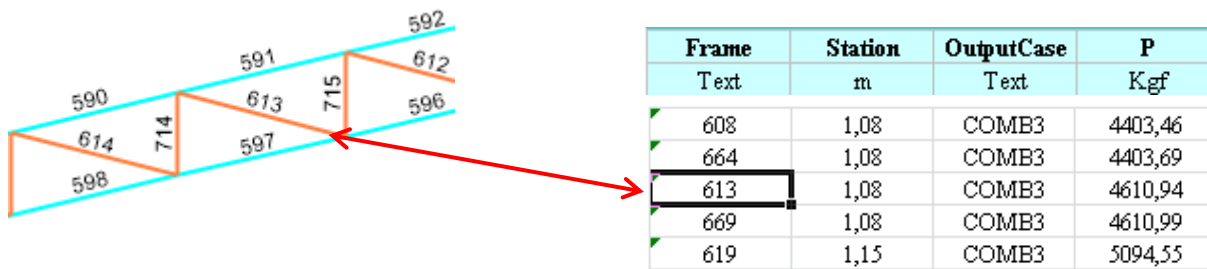 592
591
612
590
613
715
596
614
714
597
598
Frame Station OutputCase P
Text m Text Kgf
608 1,08 COMB3 4403,46
664 1,08 COMB3 4403,69
613 1,08 COMB3 4610,94
669 1,08 COMB3 4610,99
619 1,15 COMB3 5094,55